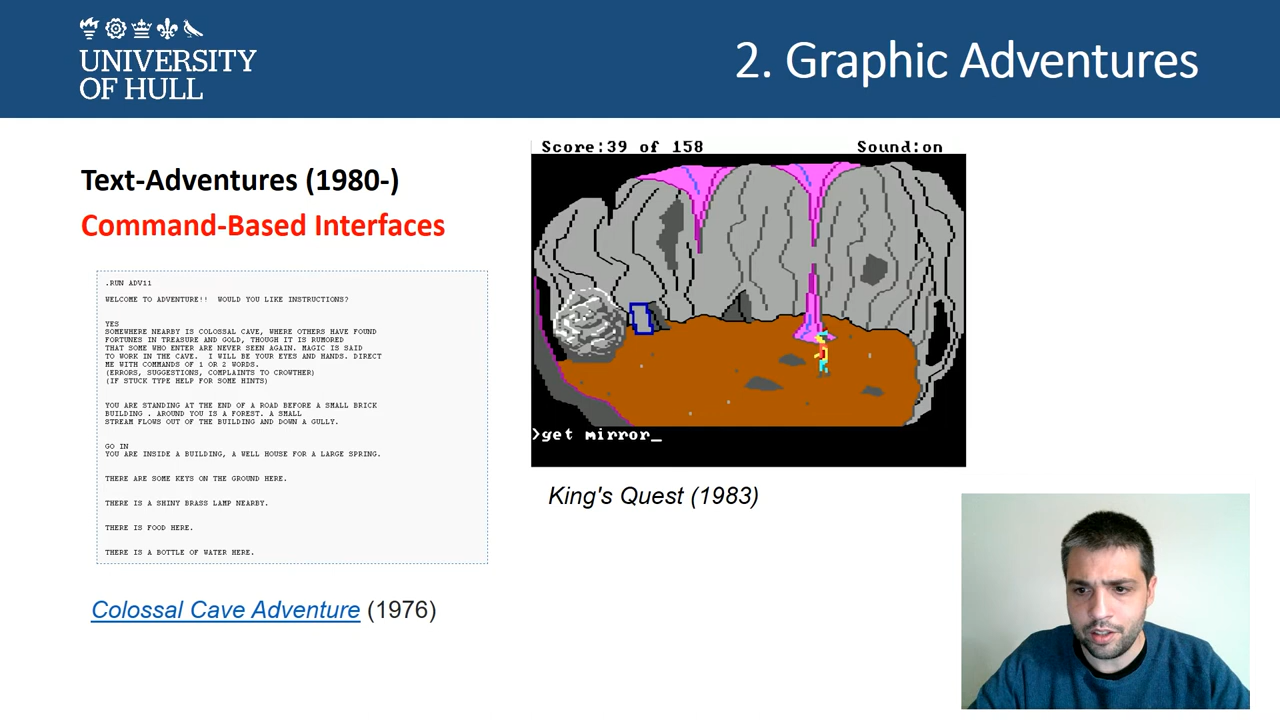 UNIVERSITY
OF HULL
2. Graphic Adventures
Text-Adventures (1980-)
Command-Based Interfaces
.RUN ADV11
WELCOME TO ADVENTURE!! WOULD YOU LIKE INSTRUCTIONS?
YES
SOMEWHERE NEARBY IS COLOSSAL CAVE, WHERE OTHERS HAVE FOUND
FORTUNES IN TREASURE AND GOLD, THOUGH IT IS RUMORED
THAT SOME WHO ENTER ARE NEVER SEEN AGAIN. MAGIC IS SAID
TO WORK IN THE CAVE. I WILL BE YOUR EYES AND HANDS. DIRECT
ME WITH COMMANDS OF 1 OR 2 WORDS.
(ERRORS, SUGGESTIONS, COMPLAINTS TO CROWTHER)
(IF STUCK TYPE HELP FOR SOME HINTS)
YOU ARE STANDING AT THE END OF A ROAD BEFORE A SMALL BRICK
BUILDING . AROUND YOU IS A FOREST. A SMALL
STREAM FLOWS OUT OF THE BUILDING AND DOWN A GULLY.
GO IN
YOU ARE INSIDE A BUILDING, A WELL HOUSE FOR A LARGE SPRING.
THERE ARE SOME KEYS ON THE GROUND HERE.
THERE IS A SHINY BRASS LAMP NEARBY.
THERE IS FOOD HERE.
THERE IS A BOTTLE OF WATER HERE.
Colossal Cave Adventure (1976)
Score:39 of 158 Sound:on
>get mirror_
King's Quest (1983)